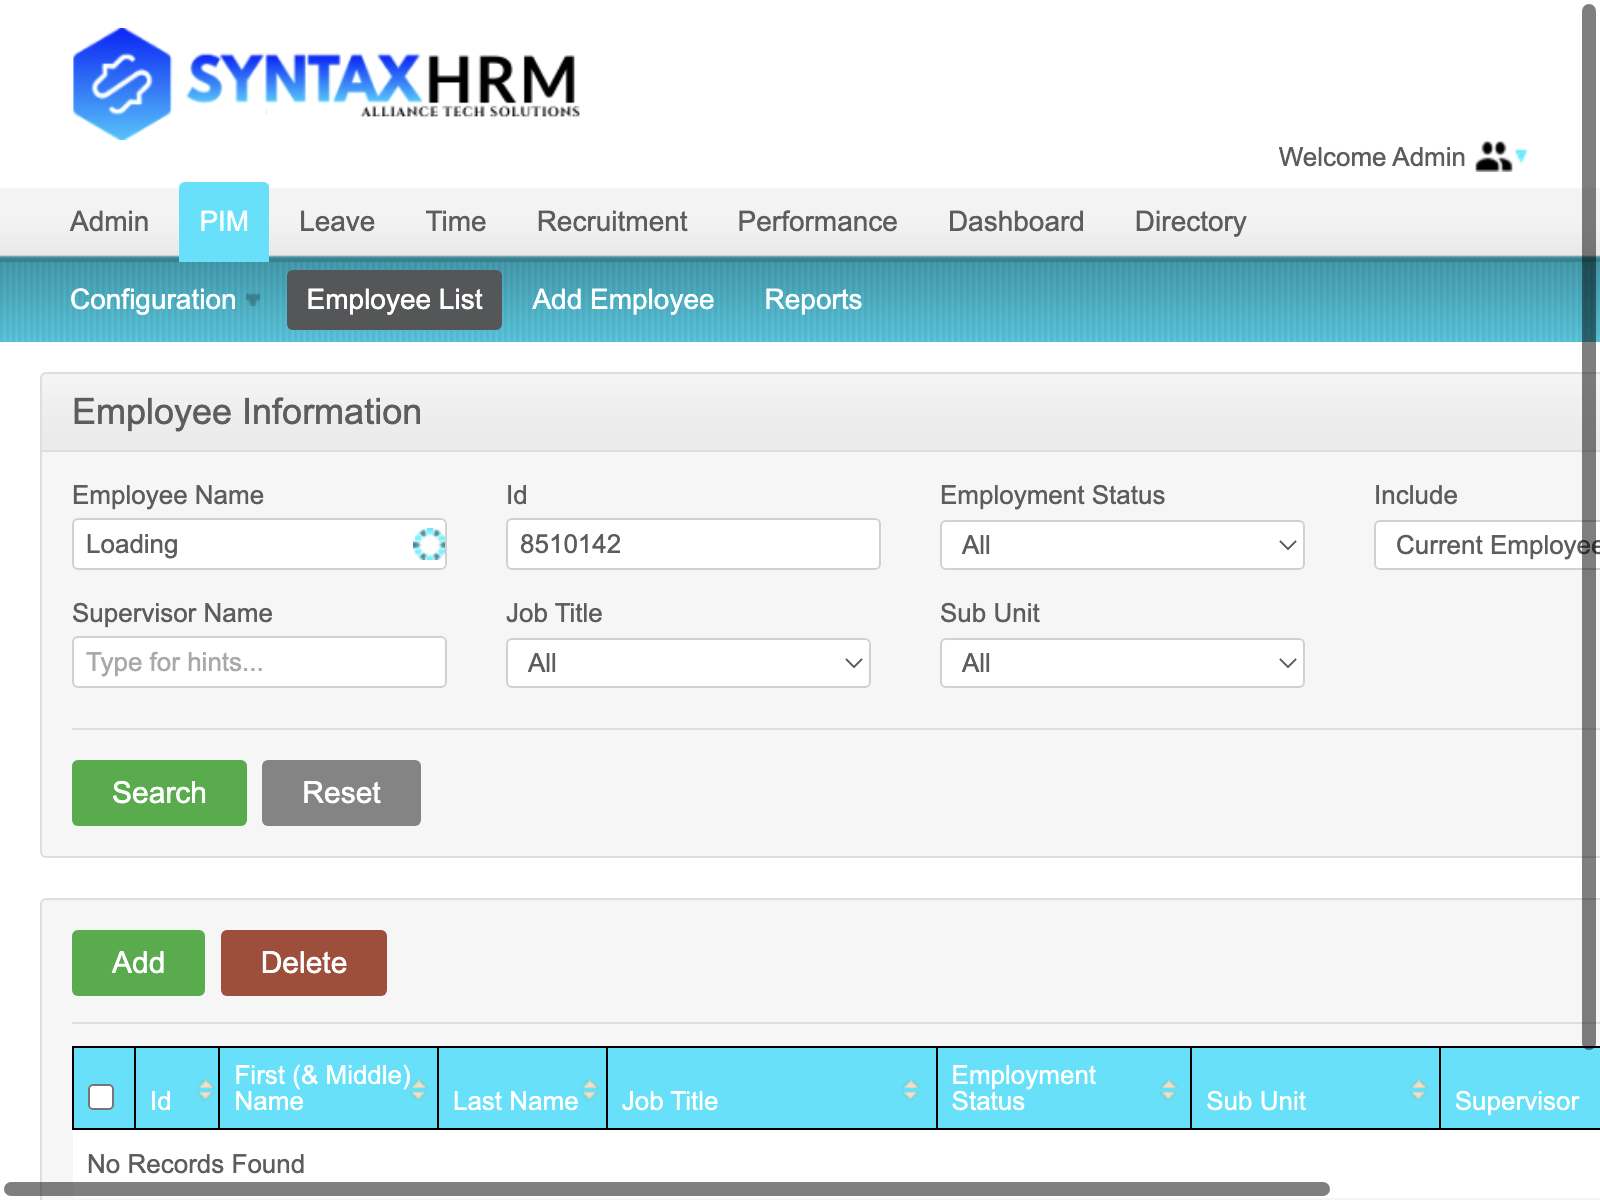 SYNTAXHRM
ALLIANCE TECH SOLUTIONS
Welcome Admin
Admin PIM Leave Time Recruitment Performance Dashboard Directory
Configuration Employee List Add Employee Reports
Employee Information
Employee Name Id Employment Status Include
Loading 8510142 All Current Employee
Supervisor Name Job Title Sub Unit
Type for hints... All All
Search Reset
Add Delete
Id First (& Middle) Name Last Name Job Title Employment Status Sub Unit Supervisor
No Records Found